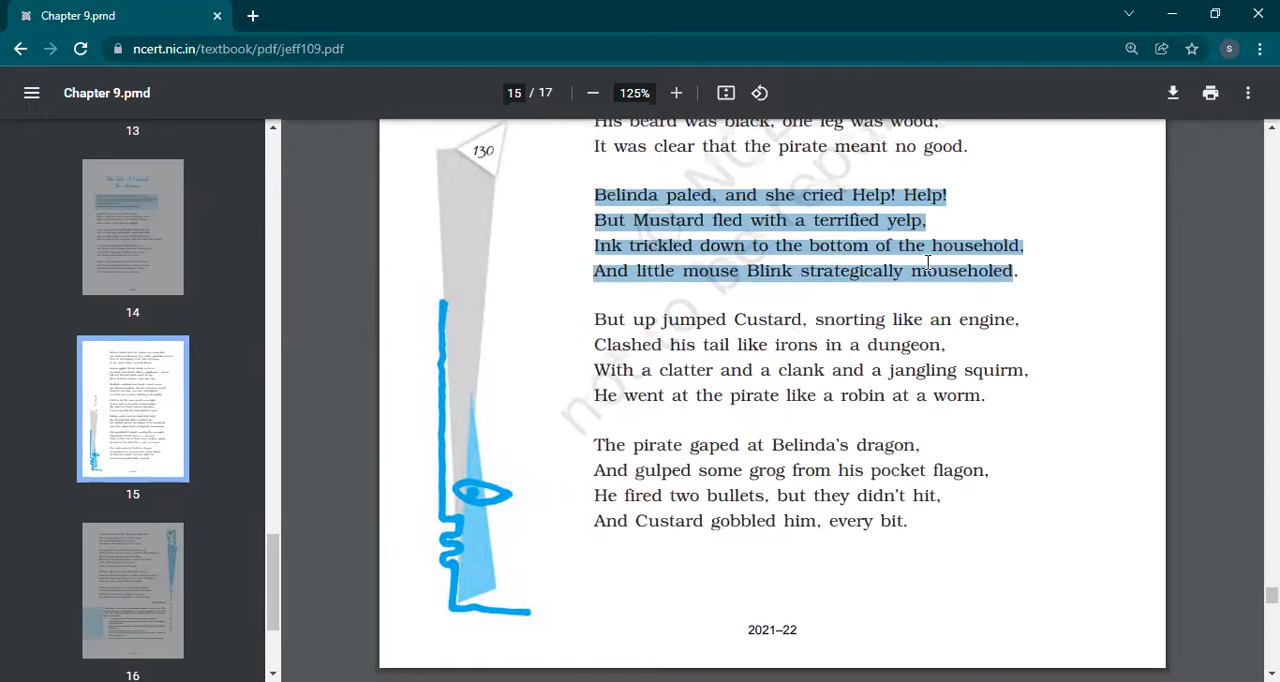 Chapter 9.pmd
ncert.nic.in/textbook/pdf/jeff109.pdf
S
Chapter 9.pmd
15 / 17
125%
13
14
15
16
130
His beard was black, one leg was wood;
It was clear that the pirate meant no good.
Belinda paled, and she cried Help! Help!
But Mustard fled with a terrified yelp,
Ink trickled down to the bottom of the household,
And little mouse Blink strategically mouseholed.
But up jumped Custard, snorting like an engine,
Clashed his tail like irons in a dungeon,
With a clatter and a clank and a jangling squirm,
He went at the pirate like a robin at a worm.
The pirate gaped at Belinda's dragon,
And gulped some grog from his pocket flagon,
He fired two bullets, but they didn't hit,
And Custard gobbled him, every bit.
2021–22